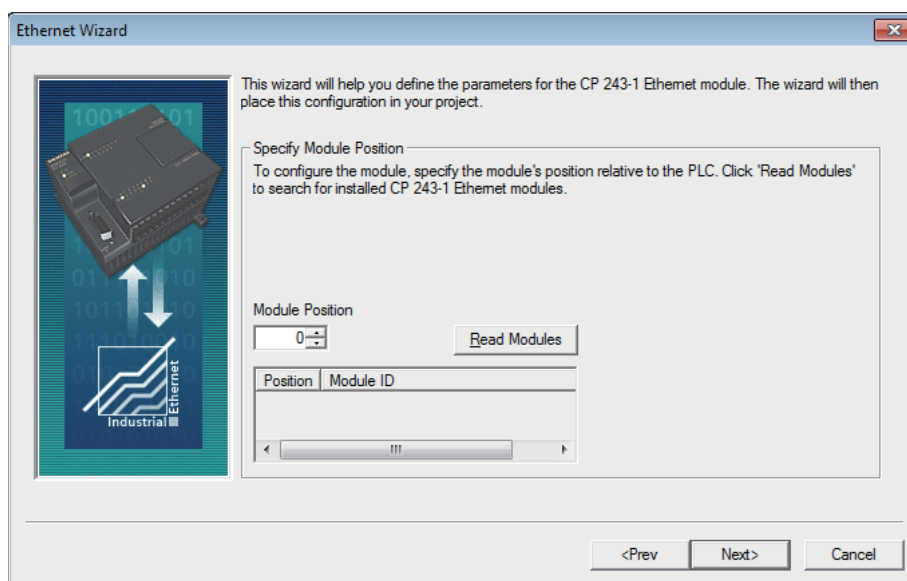 Ethernet Wizard
This wizard will help you define the parameters for the CP 243-1 Ethernet module. The wizard will then
place this configuration in your project.
Specify Module Position
To configure the module, specify the module's position relative to the PLC. Click 'Read Modules'
to search for installed CP 243-1 Ethernet modules.
Module Position
0
Read Modules
Position Module ID
Industrial
Ethernet
<Prev Next> Cancel